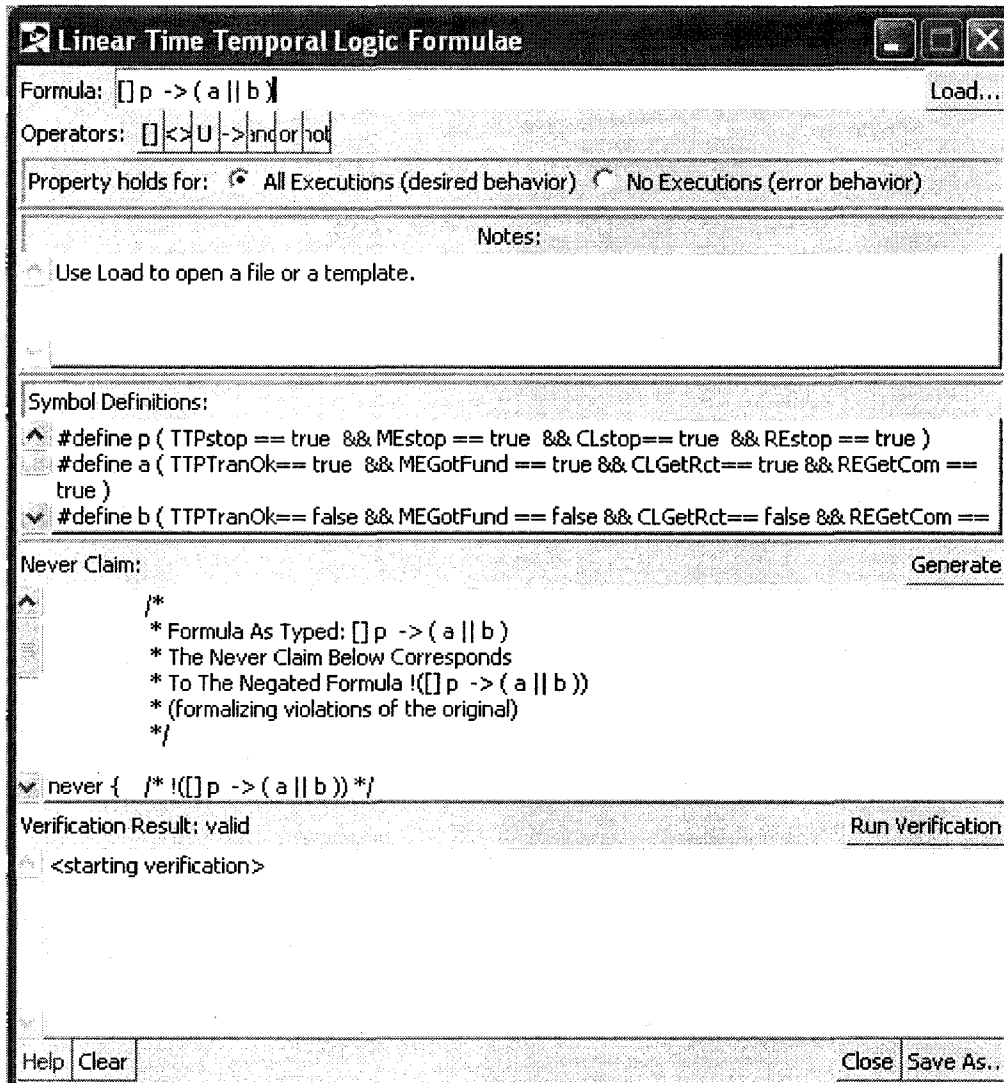 Linear Time Temporal Logic Formulae
Formula: [] p -> ( a || b )
Load...
Operators: [] <> U -> and or not
Property holds for: All Executions (desired behavior) No Executions (error behavior)
Notes:
Use Load to open a file or a template.
Symbol Definitions:
#define p ( TTPstop == true && MEstop == true && CLstop== true && REstop == true )
#define a ( TTPTranOk== true && MEGotFund == true && CLGetRct== true && REGetCom ==
true )
#define b ( TTPTranOk== false && MEGotFund == false && CLGetRct== false && REGetCom ==
Never Claim:
Generate
/*
* Formula As Typed: [] p -> ( a || b )
* The Never Claim Below Corresponds
* To The Negated Formula !([] p -> ( a || b ))
* (formalizing violations of the original)
*/
never { /* !([] p -> ( a || b )) */
Verification Result: valid
Run Verification
<starting verification>
Help Clear
Close Save As..